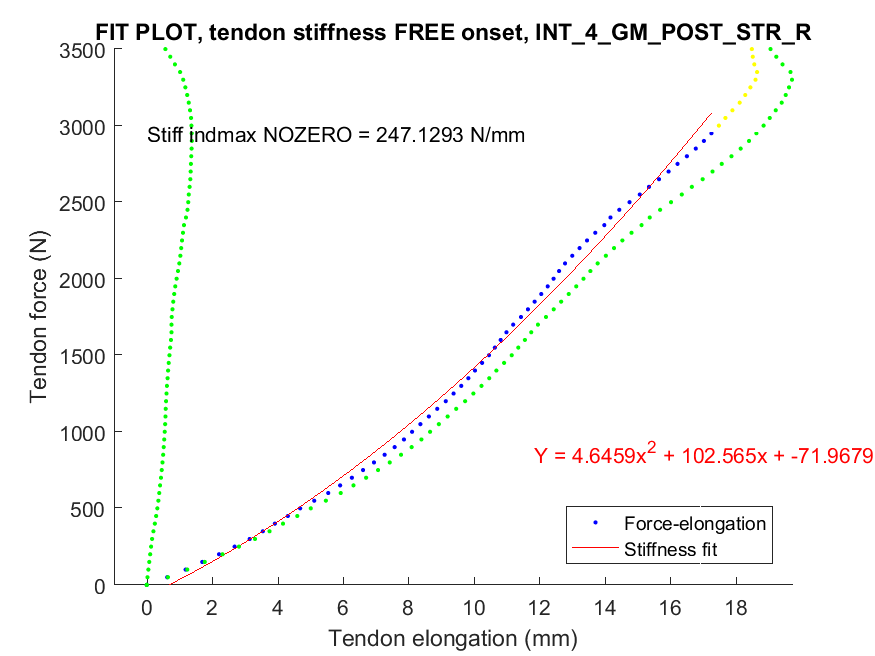 FIT PLOT, tendon stiffness FREE onset, INT_4_GM_POST_STR_R
3500
3000
2500
2000
1500
1000
500
0
Tendon force (N)
Stiff indmax NOZERO = 247.1293 N/mm
Y = 4.6459x² + 102.565x + -71.9679
Force-elongation
Stiffness fit
0 2 4 6 8 10 12 14 16 18
Tendon elongation (mm)